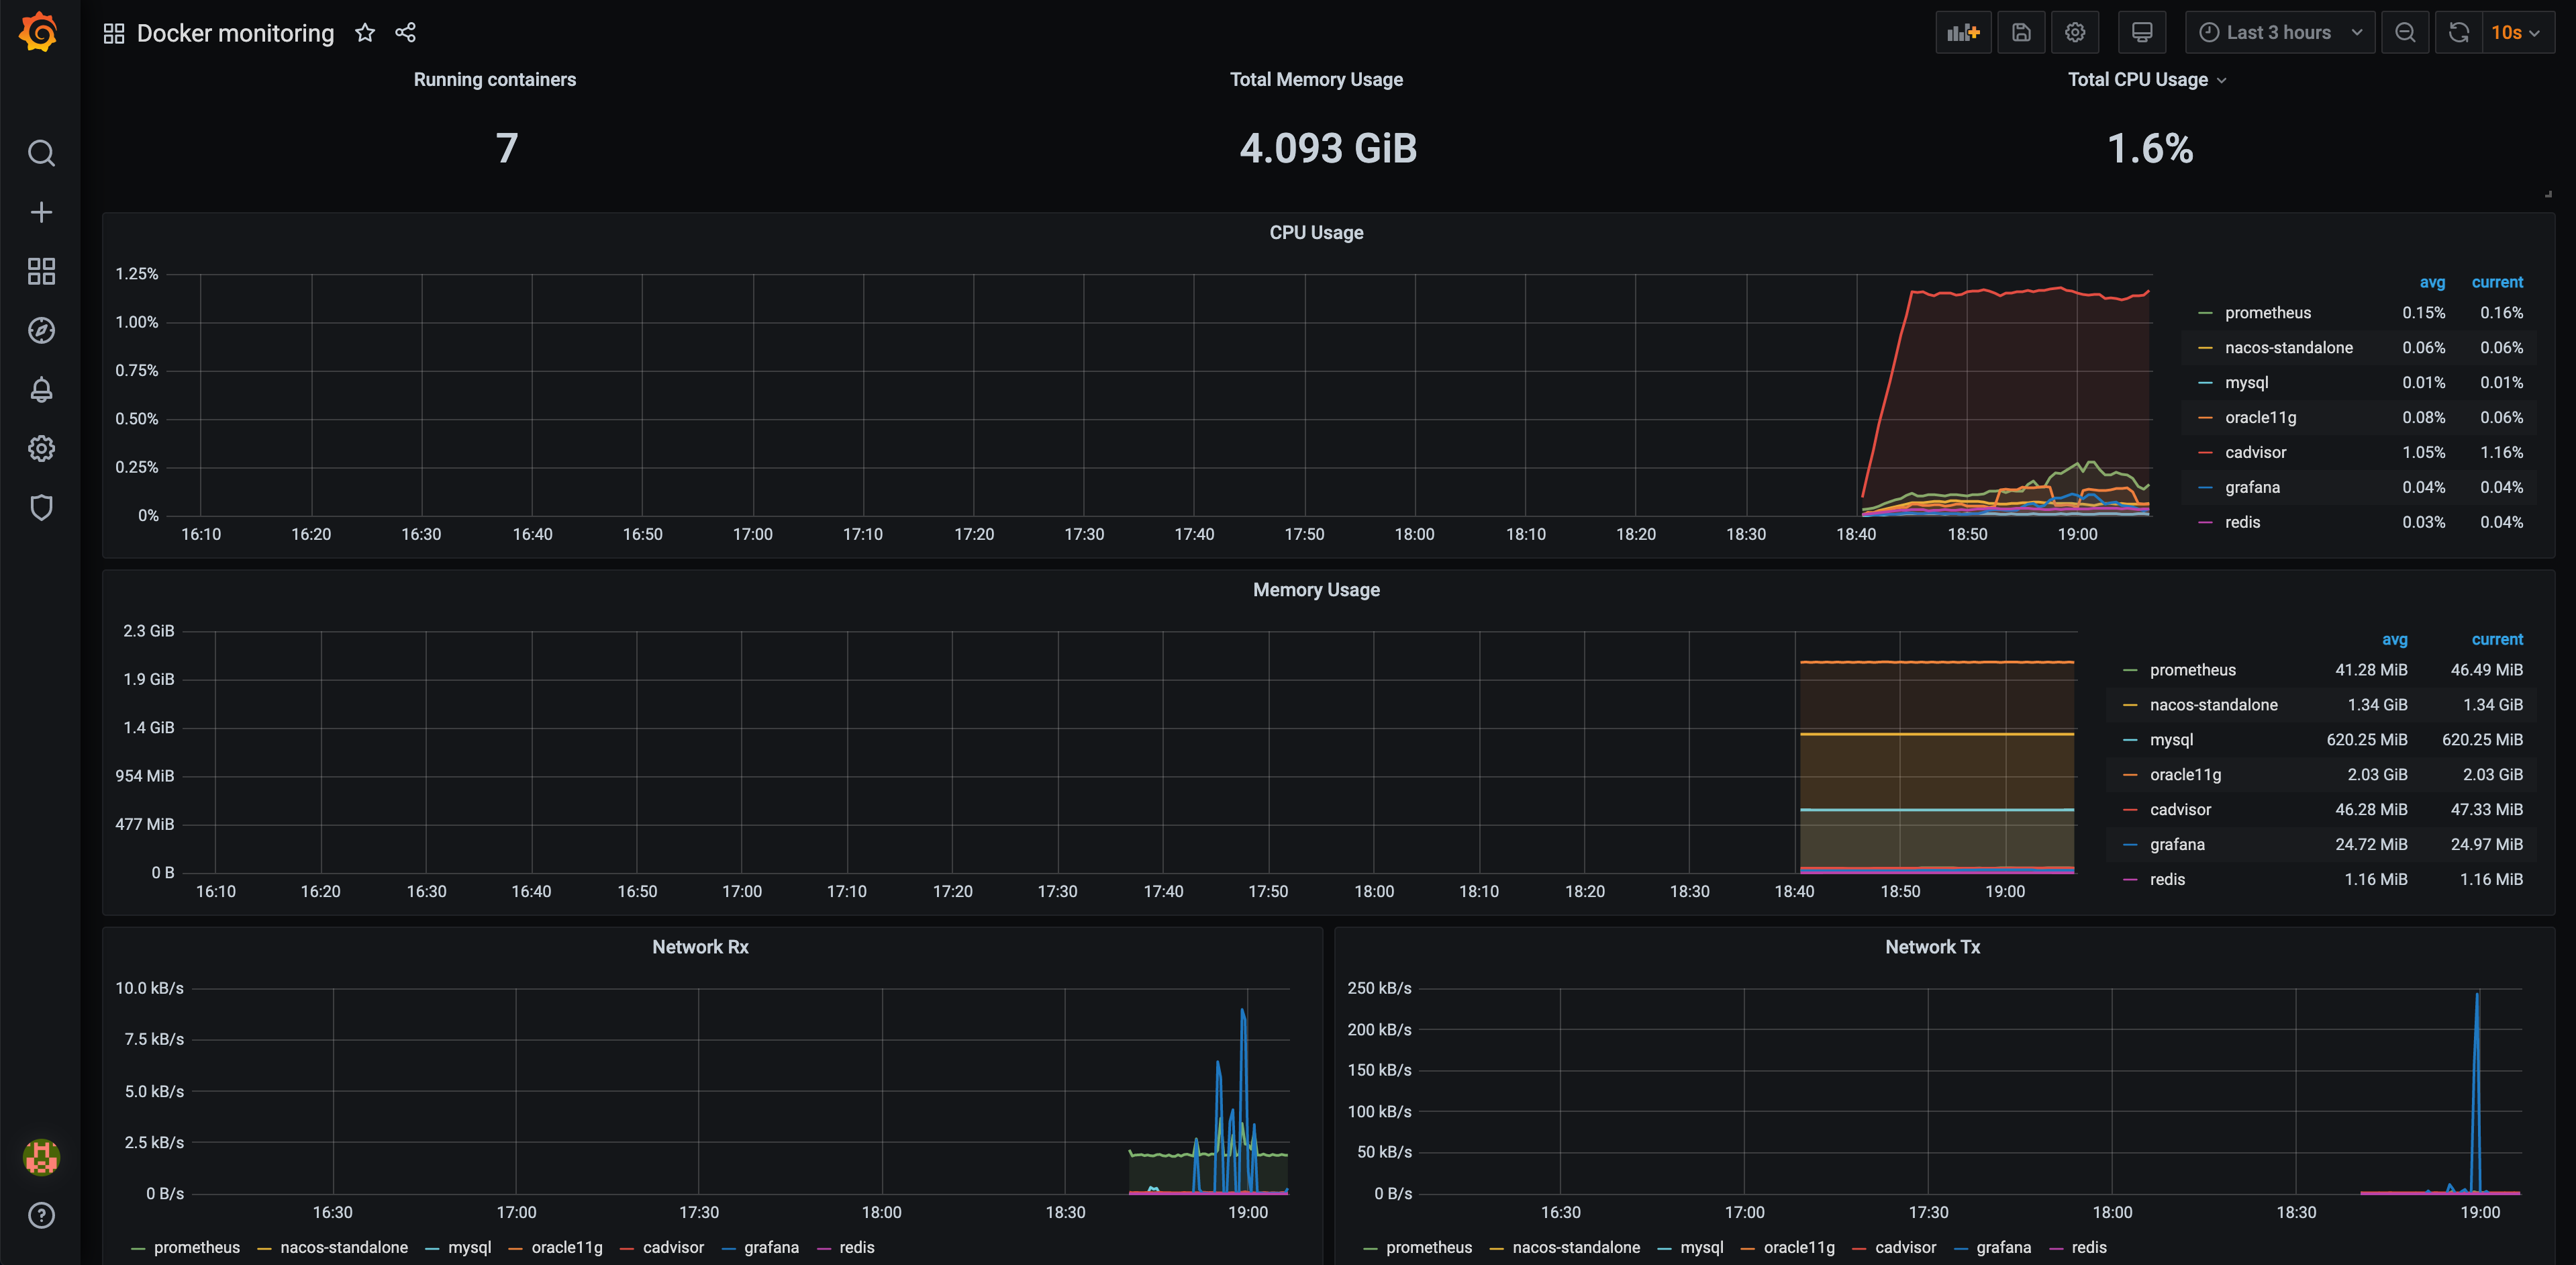 Docker monitoring
Last 3 hours
10s
Running containers
7
Total Memory Usage
4.093 GiB
Total CPU Usage
1.6%
CPU Usage
1.25%
1.00%
0.75%
0.50%
0.25%
0%
16:10 16:20 16:30 16:40 16:50 17:00 17:10 17:20 17:30 17:40 17:50 18:00 18:10 18:20 18:30 18:40 18:50 19:00
avg current
prometheus 0.15% 0.16%
nacos-standalone 0.06% 0.06%
mysql 0.01% 0.01%
oracle11g 0.08% 0.06%
cadvisor 1.05% 1.16%
grafana 0.04% 0.04%
redis 0.03% 0.04%
Memory Usage
2.3 GiB
1.9 GiB
1.4 GiB
954 MiB
477 MiB
0 B
16:10 16:20 16:30 16:40 16:50 17:00 17:10 17:20 17:30 17:40 17:50 18:00 18:10 18:20 18:30 18:40 18:50 19:00
avg current
prometheus 41.28 MiB 46.49 MiB
nacos-standalone 1.34 GiB 1.34 GiB
mysql 620.25 MiB 620.25 MiB
oracle11g 2.03 GiB 2.03 GiB
cadvisor 46.28 MiB 47.33 MiB
grafana 24.72 MiB 24.97 MiB
redis 1.16 MiB 1.16 MiB
Network Rx
10.0 kB/s
7.5 kB/s
5.0 kB/s
2.5 kB/s
0 B/s
16:30 17:00 17:30 18:00 18:30 19:00
prometheus nacos-standalone mysql oracle11g cadvisor grafana redis
Network Tx
250 kB/s
200 kB/s
150 kB/s
100 kB/s
50 kB/s
0 B/s
16:30 17:00 17:30 18:00 18:30 19:00
prometheus nacos-standalone mysql oracle11g cadvisor grafana redis